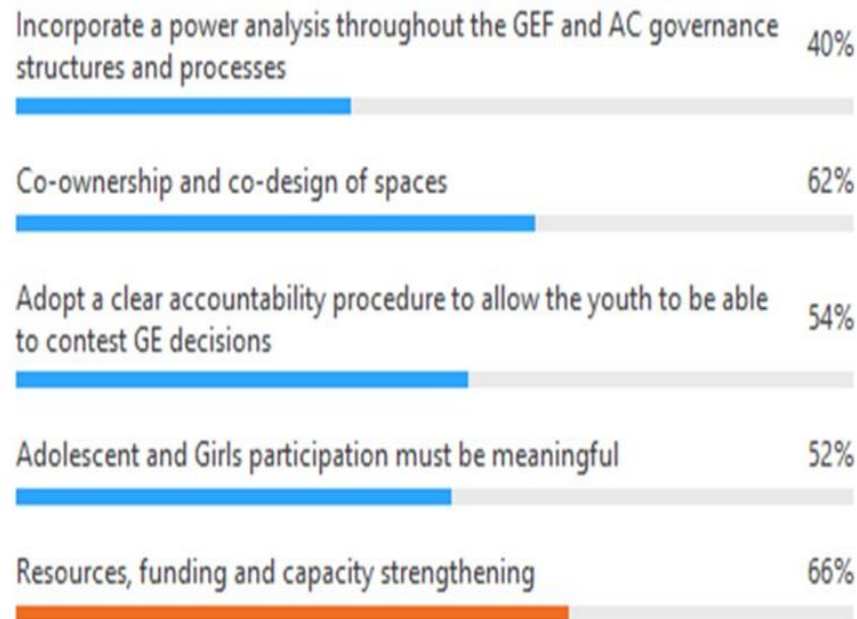 Incorporate a power analysis throughout the GEF and AC governance
structures and processes
40%
Co-ownership and co-design of spaces
62%
Adopt a clear accountability procedure to allow the youth to be able
to contest GE decisions
54%
Adolescent and Girls participation must be meaningful
52%
Resources, funding and capacity strengthening
66%